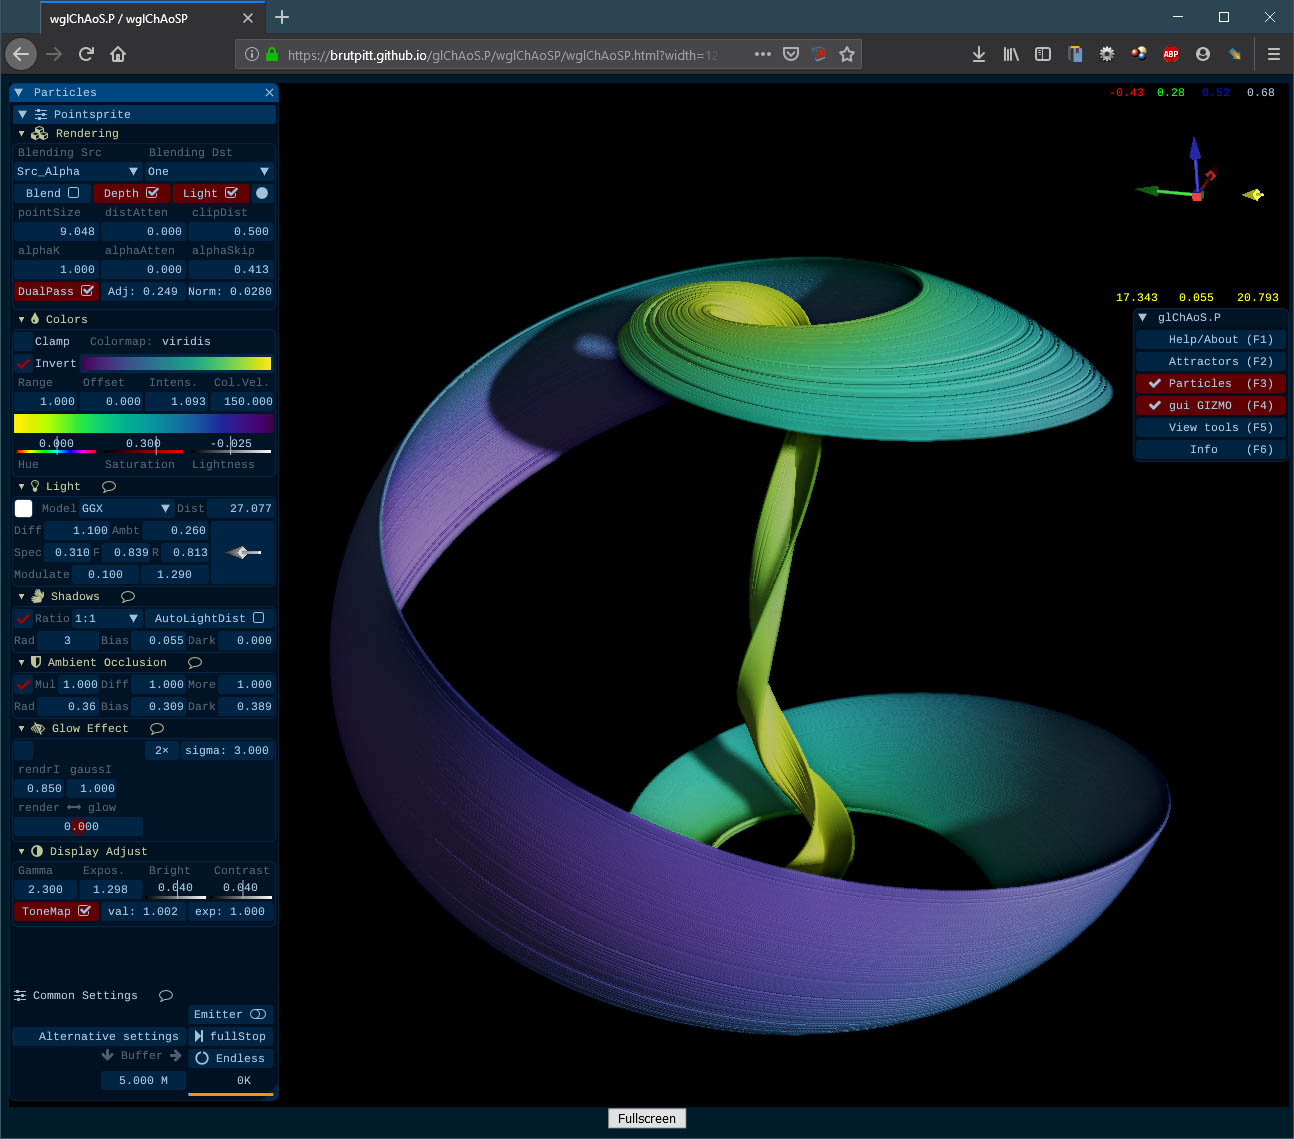 wglChAoS.P / wglChAoSP
https://brutpitt.github.io/glChAoS.P/wglChAoSP/wglChAoSP.html?width=12
ABP
Particles
Pointsprite
Rendering
Blending Src Blending Dst
Src_Alpha One
Blend Depth Light
pointSize distAtten clipDist
9.048 0.000 0.500
alphaK alphaAtten alphaSkip
1.000 0.000 0.413
DualPass Adj: 0.249 Norm: 0.0280
Colors
Clamp Colormap: viridis
Invert
Range Offset Intens. Col.Vel.
1.000 0.000 1.093 150.000
0.000 0.300 -0.025
Hue Saturation Lightness
Light
Model GGX Dist 27.077
Diff 1.100 Ambt 0.260
Spec 0.310 F 0.839 R 0.813
Modulate 0.100 1.290
Shadows
Ratio 1:1 AutoLightDist
Rad 3 Bias 0.055 Dark 0.000
Ambient Occlusion
Mul 1.000 Diff 1.000 More 1.000
Rad 0.36 Bias 0.309 Dark 0.389
Glow Effect
2× sigma: 3.000
rendrI gaussI
0.850 1.000
render ↔ glow
0.000
Display Adjust
Gamma Expos. Bright Contrast
2.300 1.298 0.040 0.040
ToneMap val: 1.002 exp: 1.000
Common Settings
Emitter
Alternative settings fullStop
Buffer Endless
5.000 M 0K
-0.43 0.28 0.52 0.68
17.343 0.055 20.793
glChAoS.P
Help/About (F1)
Attractors (F2)
Particles (F3)
gui GIZMO (F4)
View tools (F5)
Info (F6)
Fullscreen